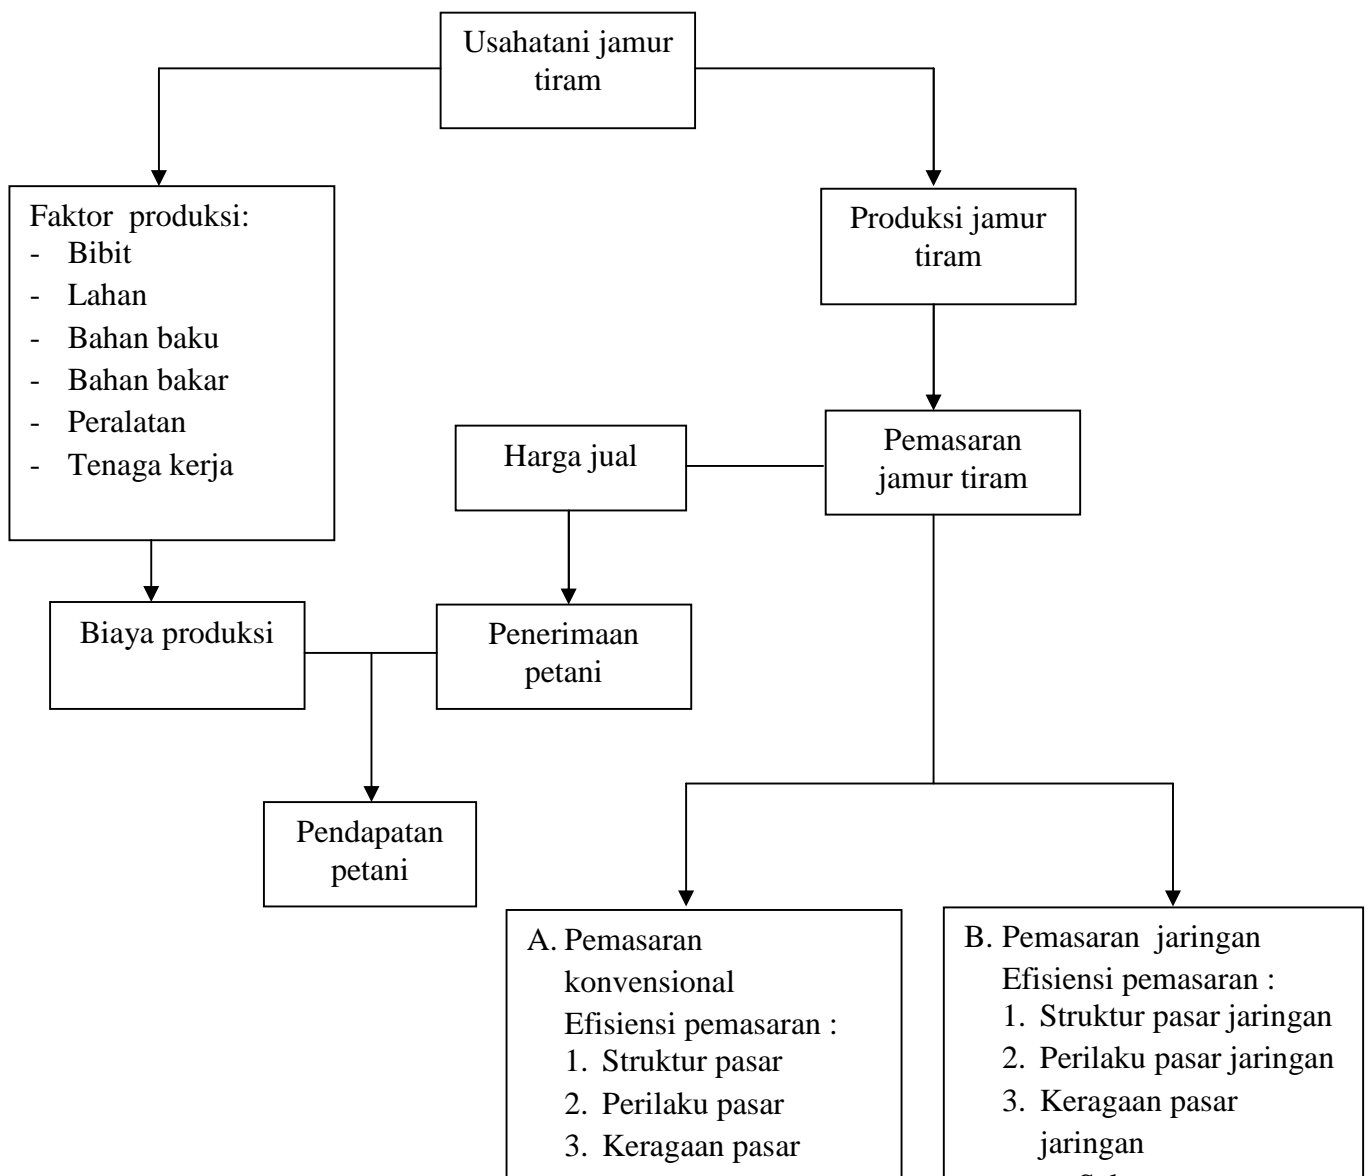 Usahatani jamur
tiram
Faktor  produksi:
-   Bibit
-   Lahan
-   Bahan baku
-   Bahan bakar
-   Peralatan
-   Tenaga kerja
Produksi jamur
tiram
Harga jual
Pemasaran
jamur tiram
Biaya produksi
Penerimaan
petani
Pendapatan
petani
A. Pemasaran
konvensional
Efisiensi pemasaran :
1.  Struktur pasar
2.  Perilaku pasar
3.  Keragaan pasar
B. Pemasaran  jaringan
Efisiensi pemasaran :
1.  Struktur pasar jaringan
2.  Perilaku pasar jaringan
3.  Keragaan pasar
jaringan